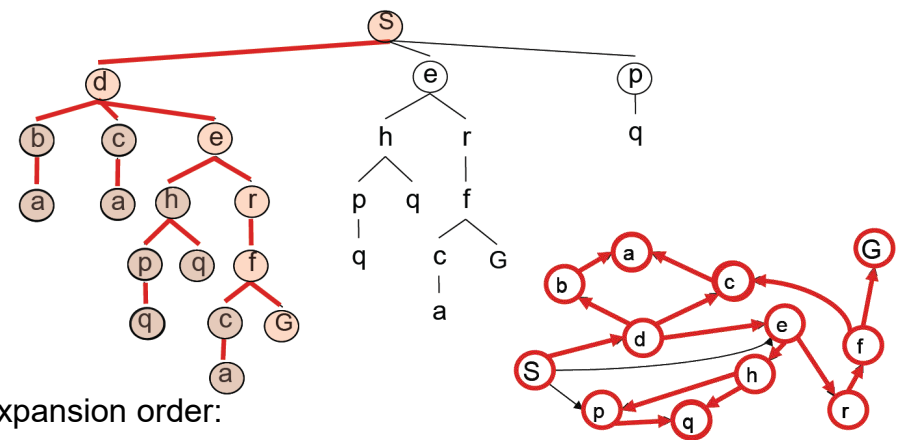 S
d e p
b c e h r q
a a h r p q f
p q f q c G
q c G a
a
xpansion order:
a G
b c
d e f
S h
p q r